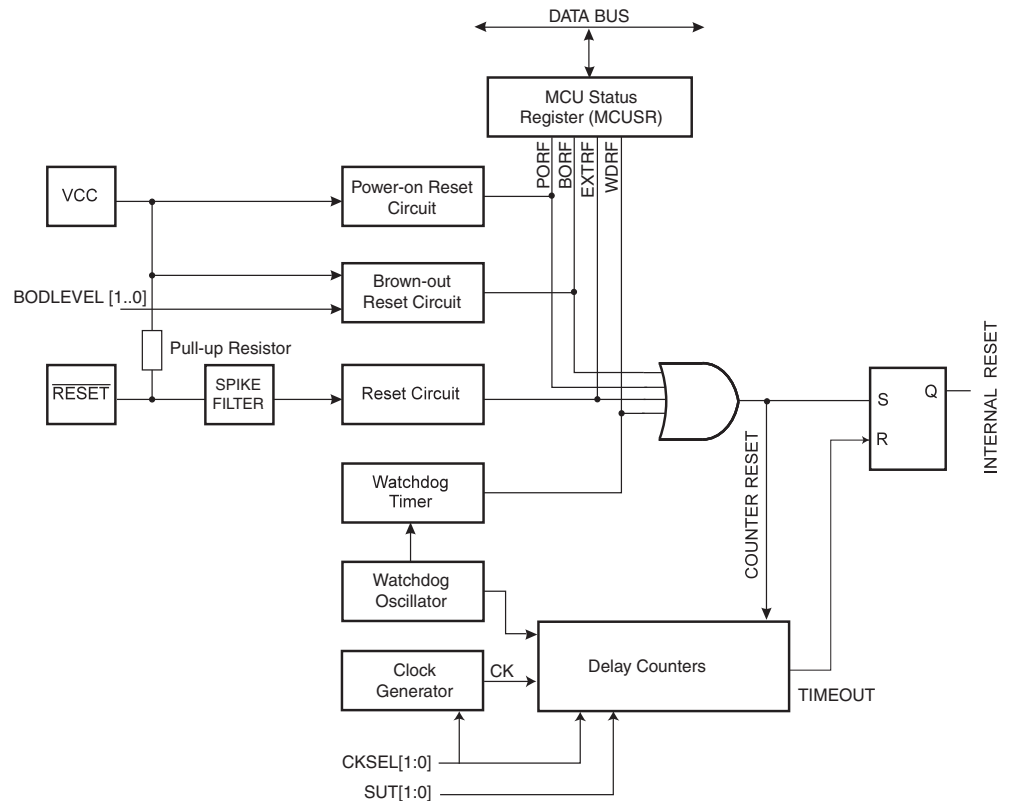 DATA BUS
MCU Status
Register (MCUSR)
PORF
BORF
EXTRF
WDRF
VCC
Power-on Reset
Circuit
BODLEVEL [1..0]
Brown-out
Reset Circuit
Pull-up Resistor
RESET
SPIKE
FILTER
Reset Circuit
S
Q
R
INTERNAL RESET
Watchdog
Timer
COUNTER RESET
Watchdog
Oscillator
Clock
Generator
CK
Delay Counters
TIMEOUT
CKSEL[1:0]
SUT[1:0]